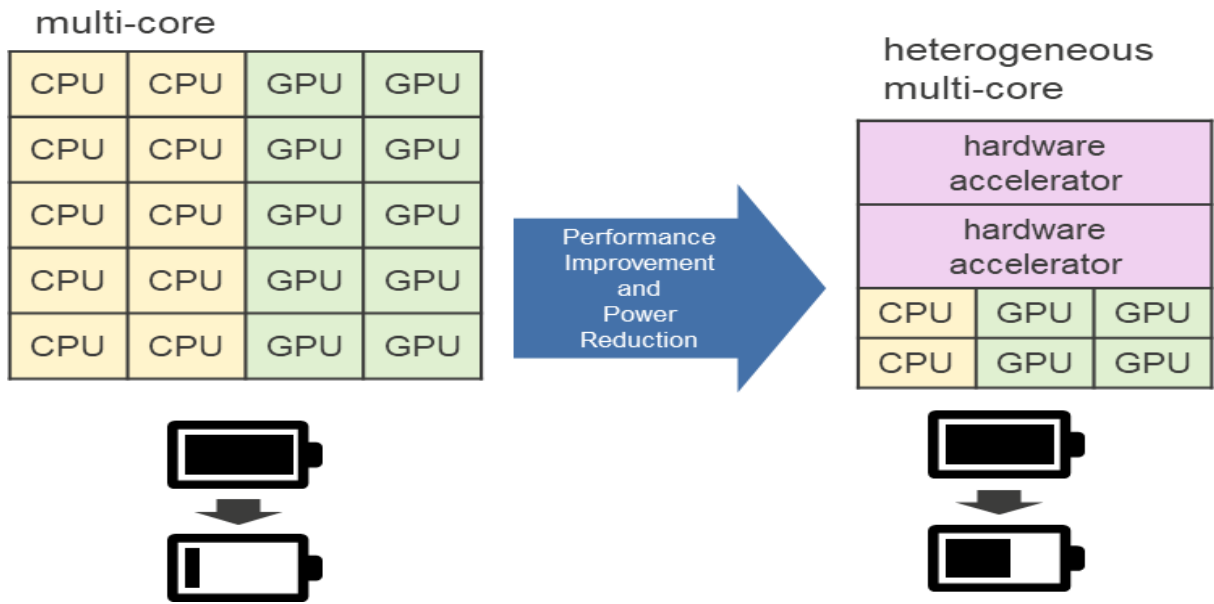 multi-core
CPU CPU GPU GPU
CPU CPU GPU GPU
CPU CPU GPU GPU
CPU CPU GPU GPU
CPU CPU GPU GPU
Performance
Improvement
and
Power
Reduction
heterogeneous
multi-core
hardware
accelerator
hardware
accelerator
CPU GPU GPU
CPU GPU GPU